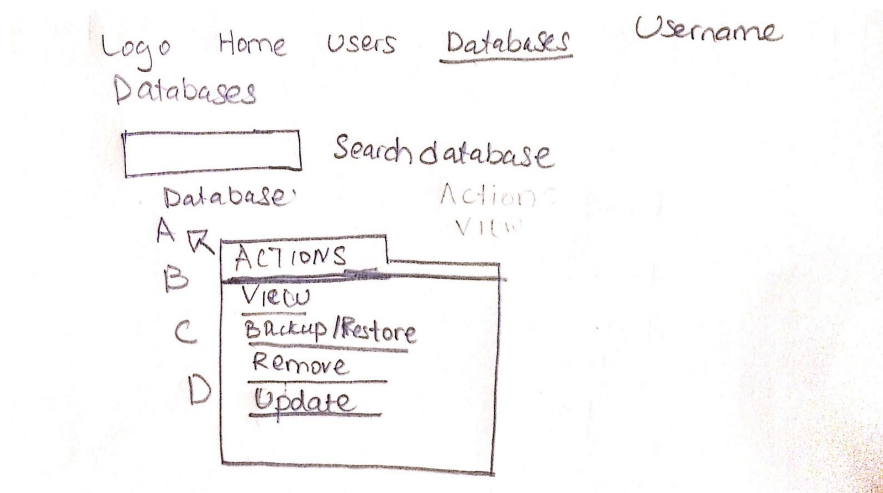 Logo Home Users Databases Username
Databases
Search database
Database Actions
A View
ACTIONS
B
View
C Backup/Restore
Remove
D Update